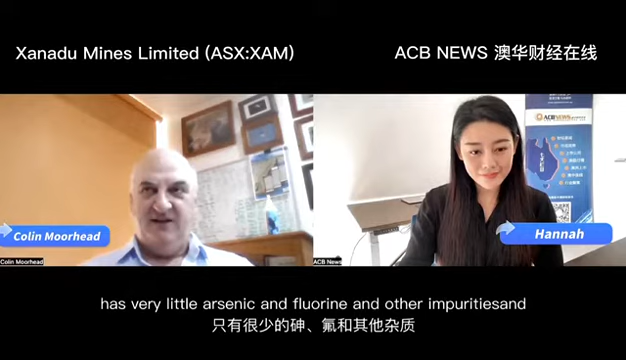 Xanadu Mines Limited (ASX:XAM)
ACB NEWS 澳华财经在线
ACBNEWS
Colin Moorhead
Hannah
Colin Moorhead
ACB News
has very little arsenic and fluorine and other impuritiesand
只有很少的砷、氟和其他杂质